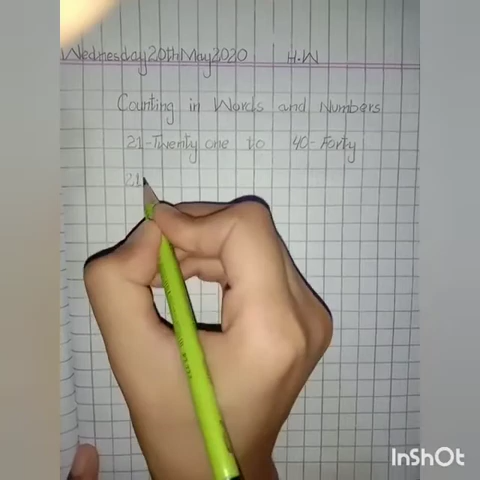 Wednesday 20th May 2020 H.W
Counting in Words and Numbers
21-Twenty one to 40-Forty
21
InShOt